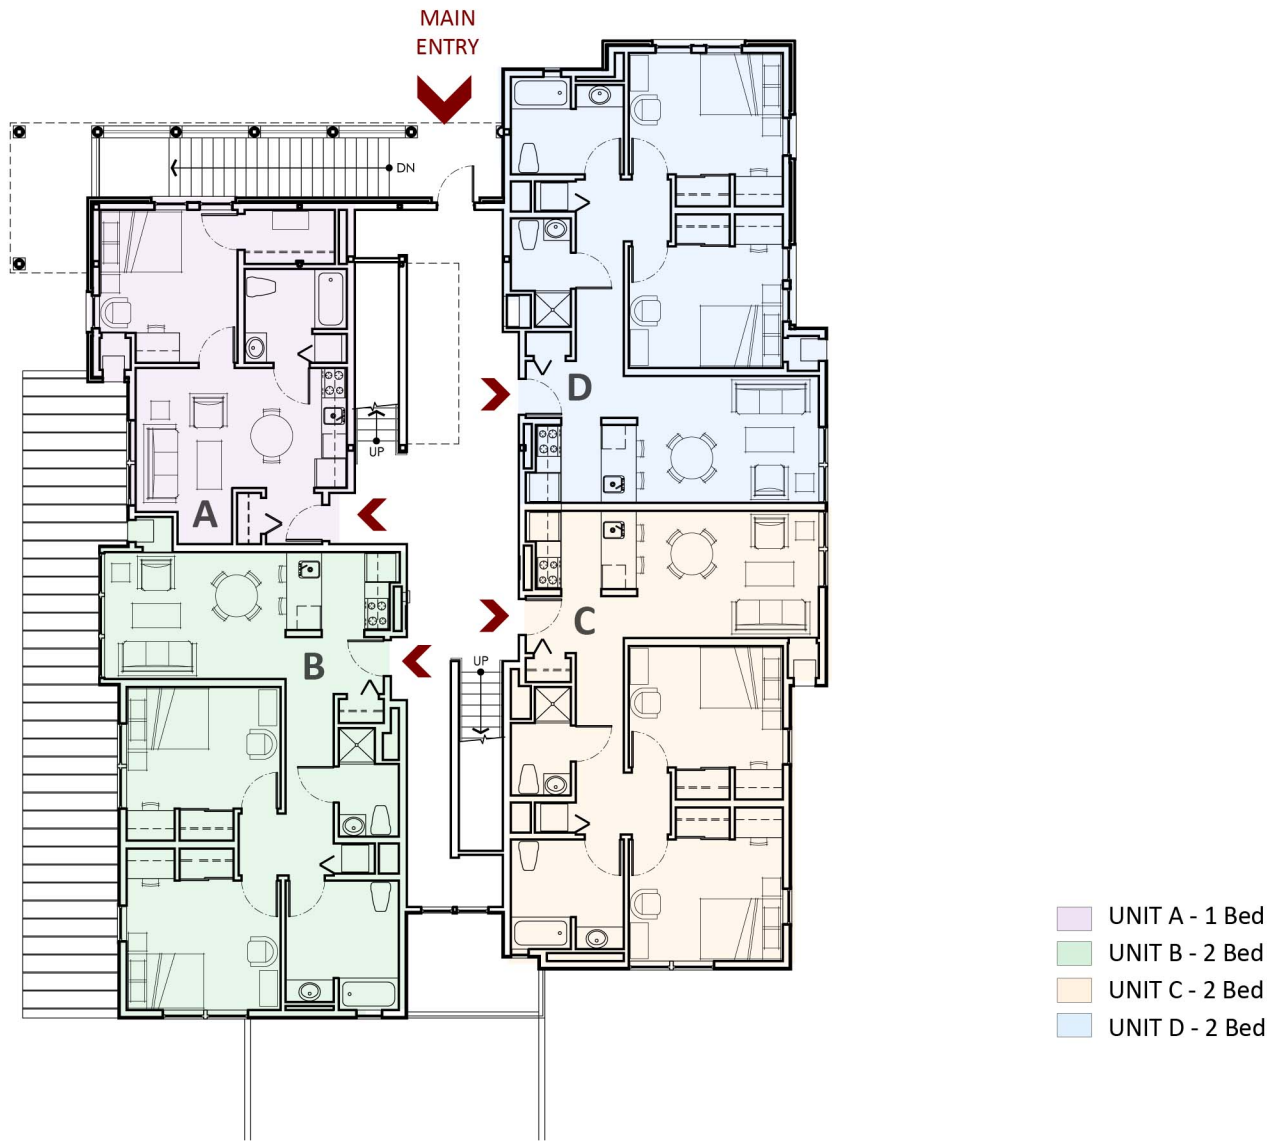 MAIN
ENTRY
DN
UP
D
A
C
B
UP
UNIT A - 1 Bed
UNIT B - 2 Bed
UNIT C - 2 Bed
UNIT D - 2 Bed